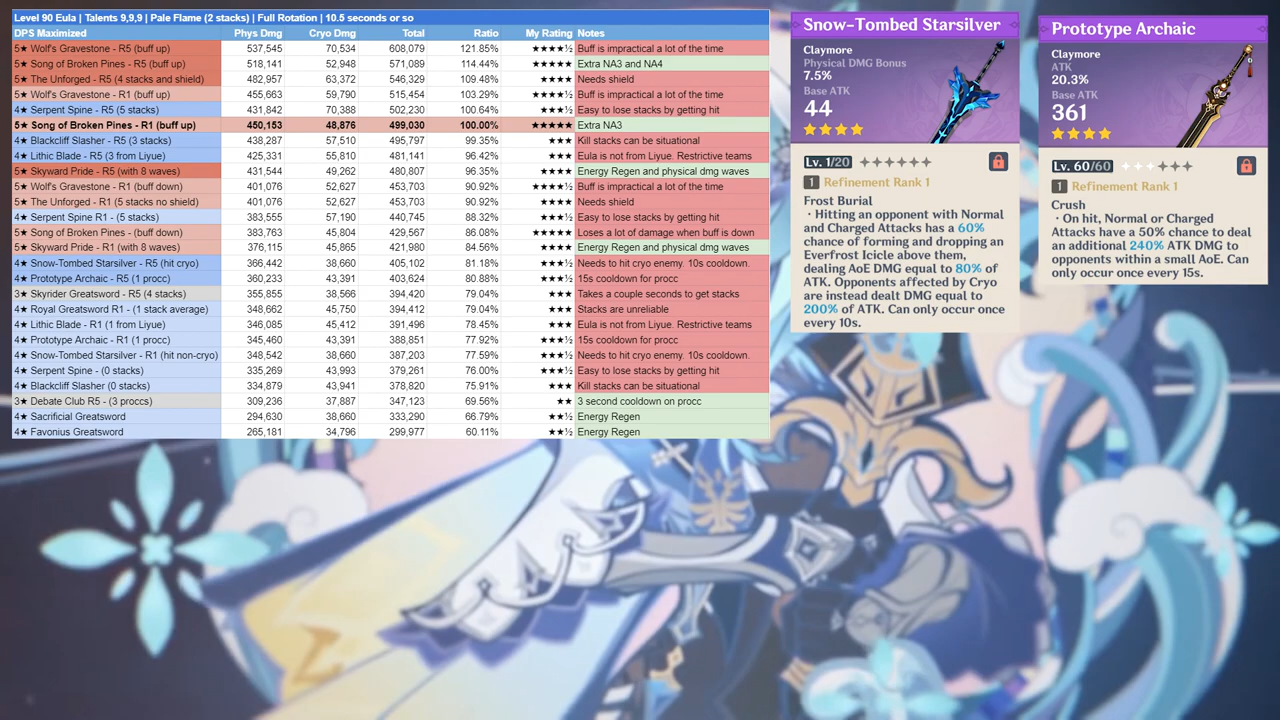 Level 90 Eula | Talents 9,9,9 | Pale Flame (2 stacks) | Full Rotation | 10.5 seconds or so
DPS Maximized Phys Dmg Cryo Dmg Total Ratio My Rating Notes
5★ Wolf's Gravestone - R5 (buff up) 537,545 70,534 608,079 121.85% ★★★★½ Buff is impractical a lot of the time
5★ Song of Broken Pines - R5 (buff up) 518,141 52,948 571,089 114.44% ★★★★★ Extra NA3 and NA4
5★ The Unforged - R5 (4 stacks and shield) 482,957 63,372 546,329 109.48% ★★★★ Needs shield
5★ Wolf's Gravestone - R1 (buff up) 455,663 59,790 515,454 103.29% ★★★★½ Buff is impractical a lot of the time
4★ Serpent Spine - R5 (5 stacks) 431,842 70,388 502,230 100.64% ★★★½ Easy to lose stacks by getting hit
5★ Song of Broken Pines - R1 (buff up) 450,153 48,876 499,030 100.00% ★★★★★ Extra NA3
4★ Blackcliff Slasher - R5 (3 stacks) 438,287 57,510 495,797 99.35% ★★★ Kill stacks can be situational
4★ Lithic Blade - R5 (3 from Liyue) 425,331 55,810 481,141 96.42% ★★★ Eula is not from Liyue. Restrictive teams
5★ Skyward Pride - R5 (with 8 waves) 431,544 49,262 480,807 96.35% ★★★★ Energy Regen and physical dmg waves
5★ Wolf's Gravestone - R1 (buff down) 401,076 52,627 453,703 90.92% ★★★★½ Buff is impractical a lot of the time
5★ The Unforged - R1 (5 stacks no shield) 401,076 52,627 453,703 90.92% ★★★★ Needs shield
4★ Serpent Spine R1 - (5 stacks) 383,555 57,190 440,745 88.32% ★★★½ Easy to lose stacks by getting hit
5★ Song of Broken Pines - R5 (buff down) 383,763 45,804 429,567 86.08% ★★★★★ Loses a lot of damage when buff is down
5★ Skyward Pride - R1 (with 8 waves) 376,115 45,865 421,980 84.56% ★★★★ Energy Regen and physical dmg waves
4★ Snow-Tombed Starsilver - R5 (hit cryo) 366,442 38,660 405,102 81.18% ★★★½ Needs to hit cryo enemy. 10s cooldown.
4★ Prototype Archaic - R5 (1 procc) 360,233 43,391 403,624 80.88% ★★★½ 15s cooldown for procc
3★ Skyrider Greatsword - R5 (4 stacks) 355,855 38,566 394,420 79.04% ★★★ Takes a couple seconds to get stacks
4★ Royal Greatsword R1 - (1 stack average) 348,662 45,750 394,412 79.04% ★★★ Stacks are unreliable
4★ Lithic Blade - R1 (1 from Liyue) 346,085 45,412 391,496 78.45% ★★★ Eula is not from Liyue. Restrictive teams
4★ Prototype Archaic - R1 (1 procc) 345,460 43,391 388,851 77.92% ★★★½ 15s cooldown for procc
4★ Snow-Tombed Starsilver - R1 (hit non-cryo) 348,542 38,660 387,203 77.59% ★★★½ Needs to hit cryo enemy. 10s cooldown.
4★ Serpent Spine - (0 stacks) 335,269 43,993 379,261 76.00% ★★★½ Easy to lose stacks by getting hit
4★ Blackcliff Slasher (0 stacks) 334,879 43,941 378,820 75.91% ★★★ Kill stacks can be situational
3★ Debate Club R5 - (3 proccs) 309,236 37,887 347,123 69.56% ★★ 3 second cooldown on procc
4★ Sacrificial Greatsword 294,630 38,660 333,290 66.79% ★★½ Energy Regen
4★ Favonius Greatsword 265,181 34,796 299,977 60.11% ★★½ Energy Regen
Snow-Tombed Starsilver
Claymore
Physical DMG Bonus
7.5%
Base ATK
44
★★★★
Lv. 1/20
1 Refinement Rank 1
Frost Burial
· Hitting an opponent with Normal
and Charged Attacks has a 60%
chance of forming and dropping an
Everfrost Icicle above them,
dealing AoE DMG equal to 80% of
ATK. Opponents affected by Cryo
are instead dealt DMG equal to
200% of ATK. Can only occur once
every 10s.
Prototype Archaic
Claymore
ATK
20.3%
Base ATK
361
★★★★
Lv. 60/60
1 Refinement Rank 1
Crush
· On hit, Normal or Charged
Attacks have a 50% chance to deal
an additional 240% ATK DMG to
opponents within a small AoE. Can
only occur once every 15s.